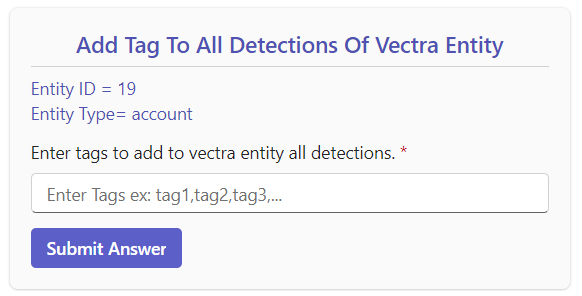 Add Tag To All Detections Of Vectra Entity
Entity ID = 19
Entity Type= account
Enter tags to add to vectra entity all detections. *
Enter Tags ex: tag1,tag2,tag3,...
Submit Answer